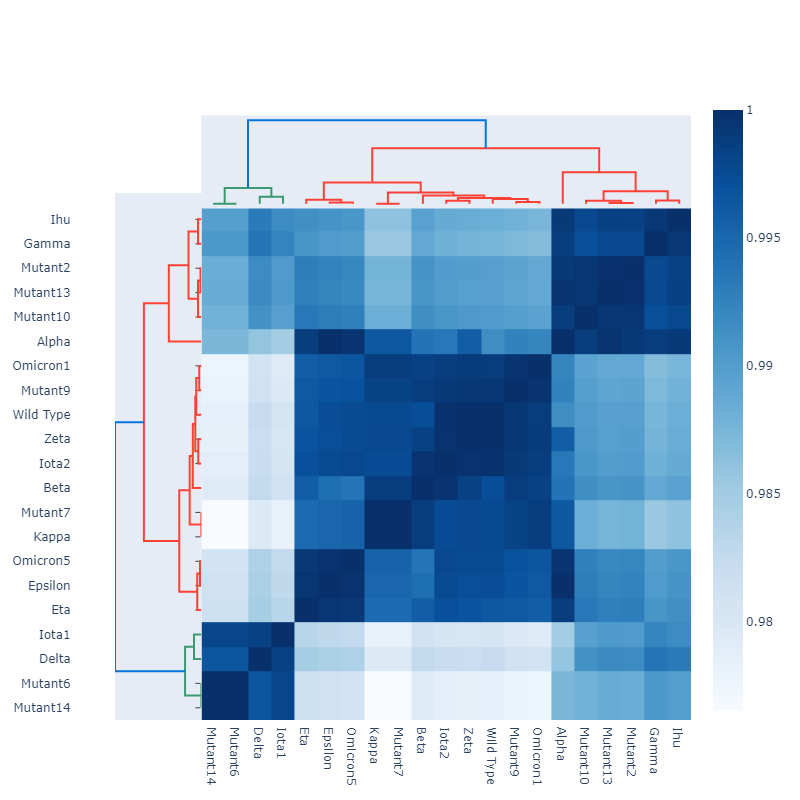 1
0.995
0.99
0.985
0.98
Ihu
Gamma
Mutant2
Mutant13
Mutant10
Alpha
Omicron1
Mutant9
Wild Type
Zeta
Iota2
Beta
Mutant7
Kappa
Omicron5
Epsilon
Eta
Iota1
Delta
Mutant6
Mutant14
Mutant14
Mutant6
Delta
Iota1
Eta
Epsilon
Omicron5
Kappa
Mutant7
Beta
Iota2
Zeta
Wild Type
Mutant9
Omicron1
Alpha
Mutant10
Mutant13
Mutant2
Gamma
Ihu